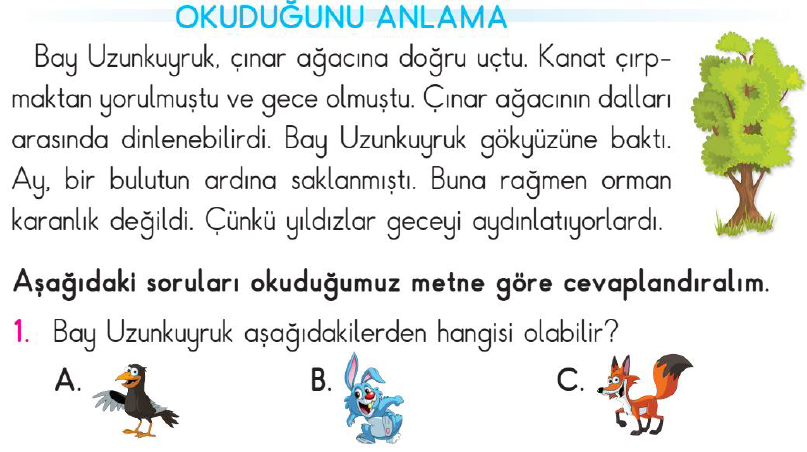 OKUDUĞUNU ANLAMA
Bay Uzunkuyruk, çınar ağacına doğru uçtu. Kanat çırp-
maktan yorulmuştu ve gece olmuştu. Çınar ağacının dalları
arasında dinlenebilirdi. Bay Uzunkuyruk gökyüzüne baktı.
Ay, bir bulutun ardına saklanmıştı. Buna rağmen orman
karanlık değildi. Çünkü yıldızlar geceyi aydınlatıyorlardı.
Aşağıdaki soruları okuduğumuz metne göre cevaplandıralım.
1. Bay Uzunkuyruk aşağıdakilerden hangisi olabilir?
A. B. C.